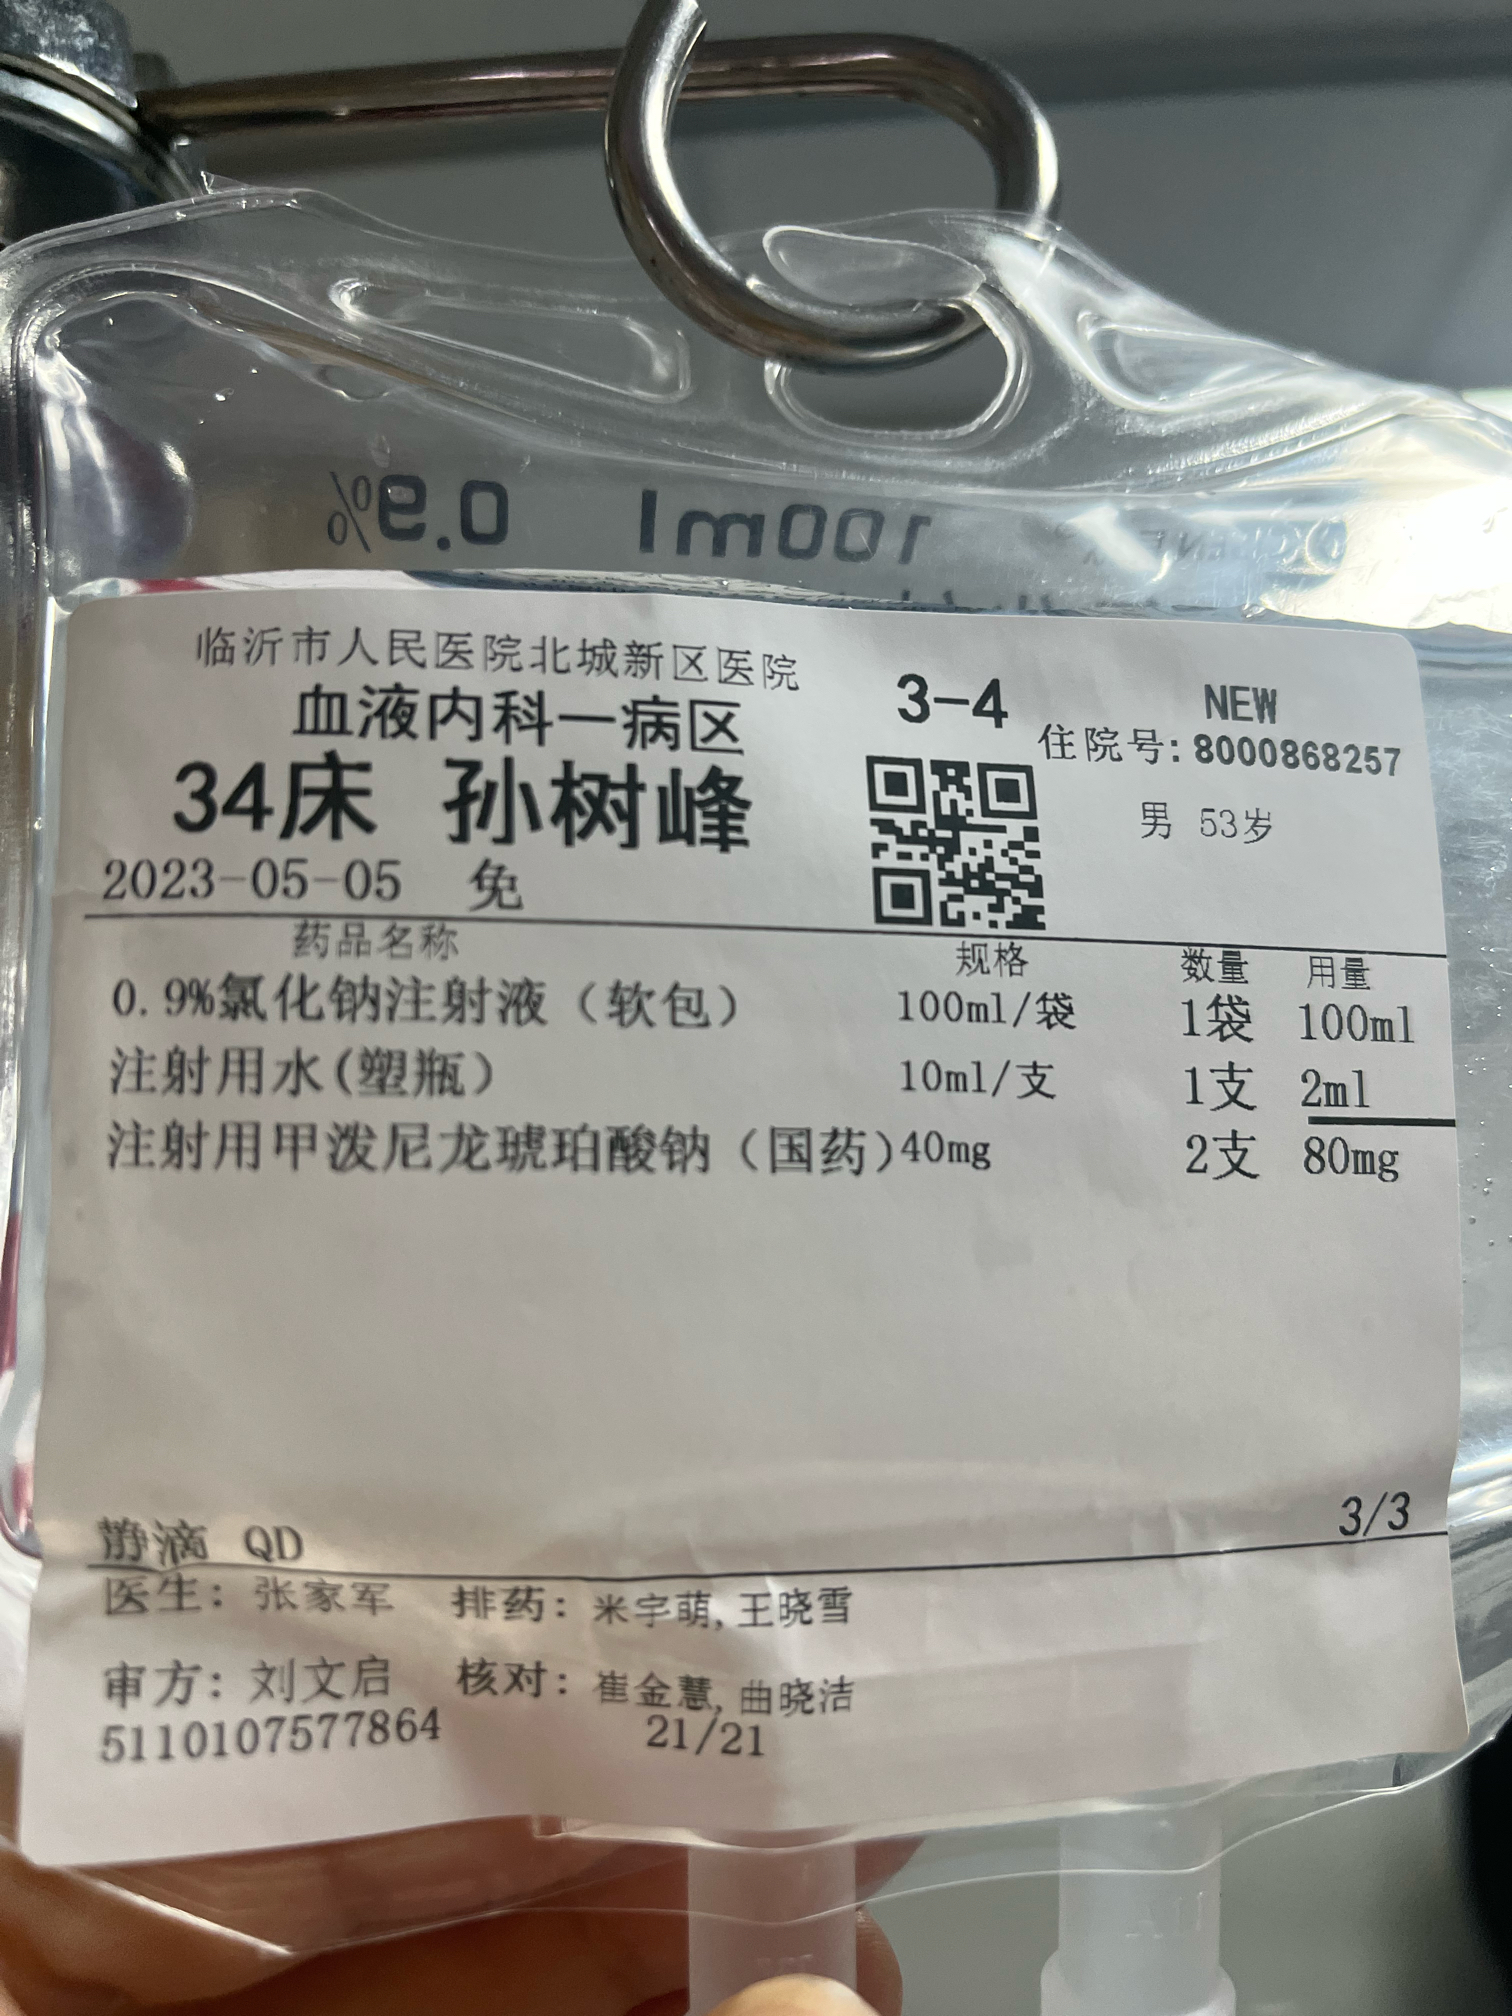 100ml 0.9%
临沂市人民医院北城新区医院
血液内科一病区 3-4 NEW
住院号: 8000868257
34床 孙树峰
男 53岁
2023-05-05 免
药品名称 规格 数量 用量
0.9%氯化钠注射液（软包） 100ml/袋 1袋 100ml
注射用水(塑瓶） 10ml/支 1支 2ml
注射用甲泼尼龙琥珀酸钠（国药)40mg 2支 80mg
3/3
静滴 QD
医生: 张家军 排药: 米宇萌, 王晓雪
审方: 刘文启 核对: 崔金慧, 曲晓洁
5110107577864 21/21